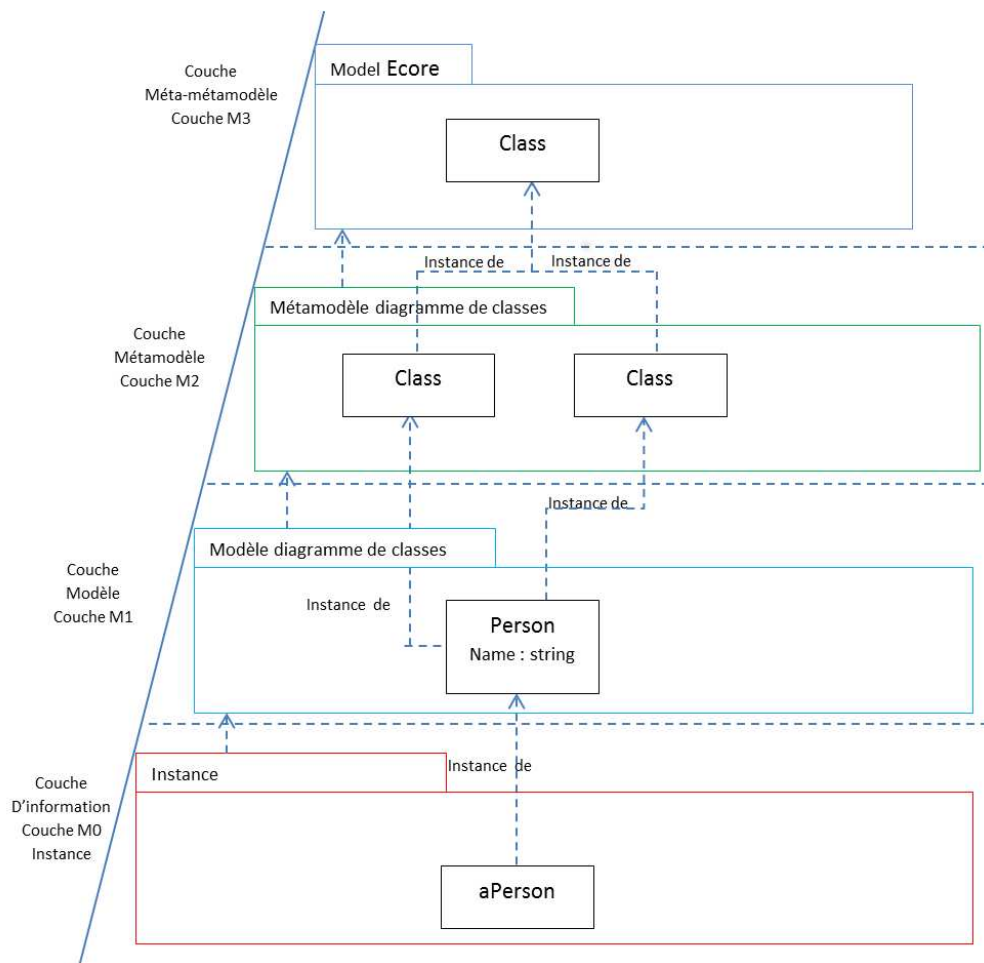 Couche
Méta-métamodèle
Couche M3
Model Ecore
Class
Instance de
Instance de
Couche
Métamodèle
Couche M2
Métamodèle diagramme de classes
Class
Class
Instance de
Couche
Modèle
Couche M1
Modèle diagramme de classes
Instance de
Person
Name : string
Couche
D'information
Couche M0
Instance
Instance
Instance de
aPerson